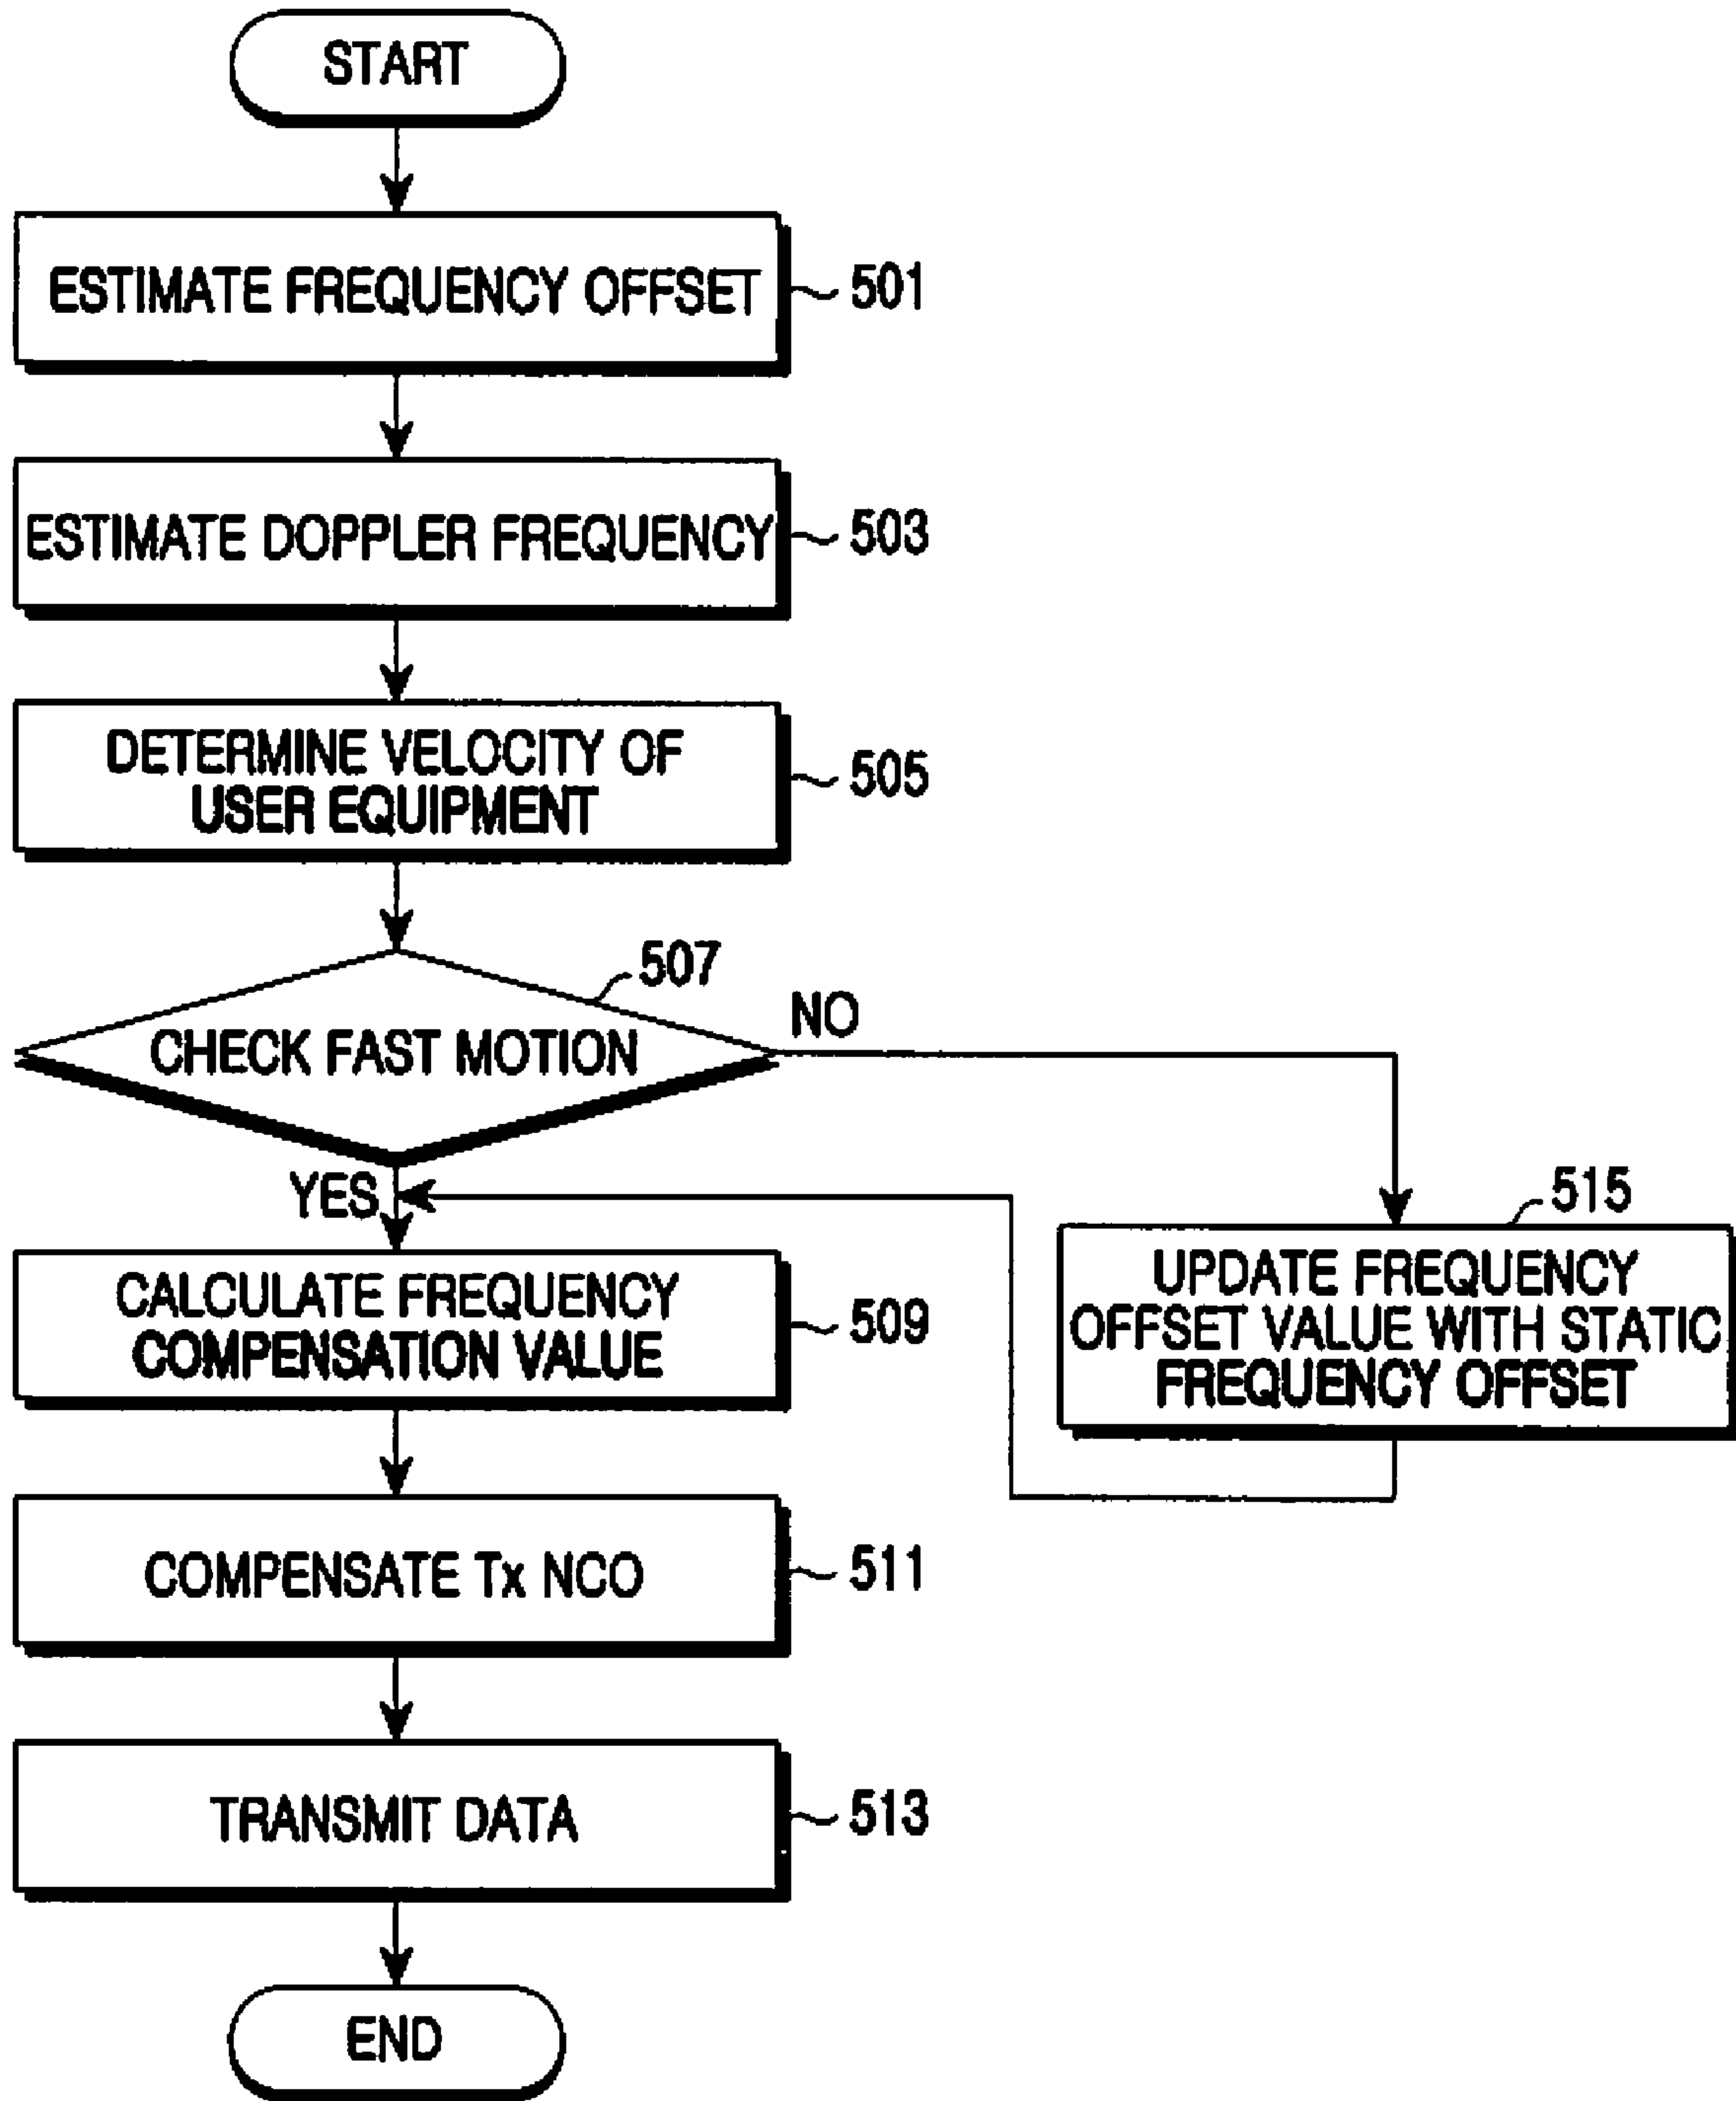 START
ESTIMATE FREQUENCY OFFSET
501
ESTIMATE DOPPLER FREQUENCY
503
DETERMINE VELOCITY OF
USER EQUIPMENT
505
507
CHECK FAST MOTION
NO
YES
515
UPDATE FREQUENCY
OFFSET VALUE WITH STATIC
FREQUENCY OFFSET
CALCULATE FREQUENCY
COMPENSATION VALUE
509
COMPENSATE Tx NCO
511
TRANSMIT DATA
513
END